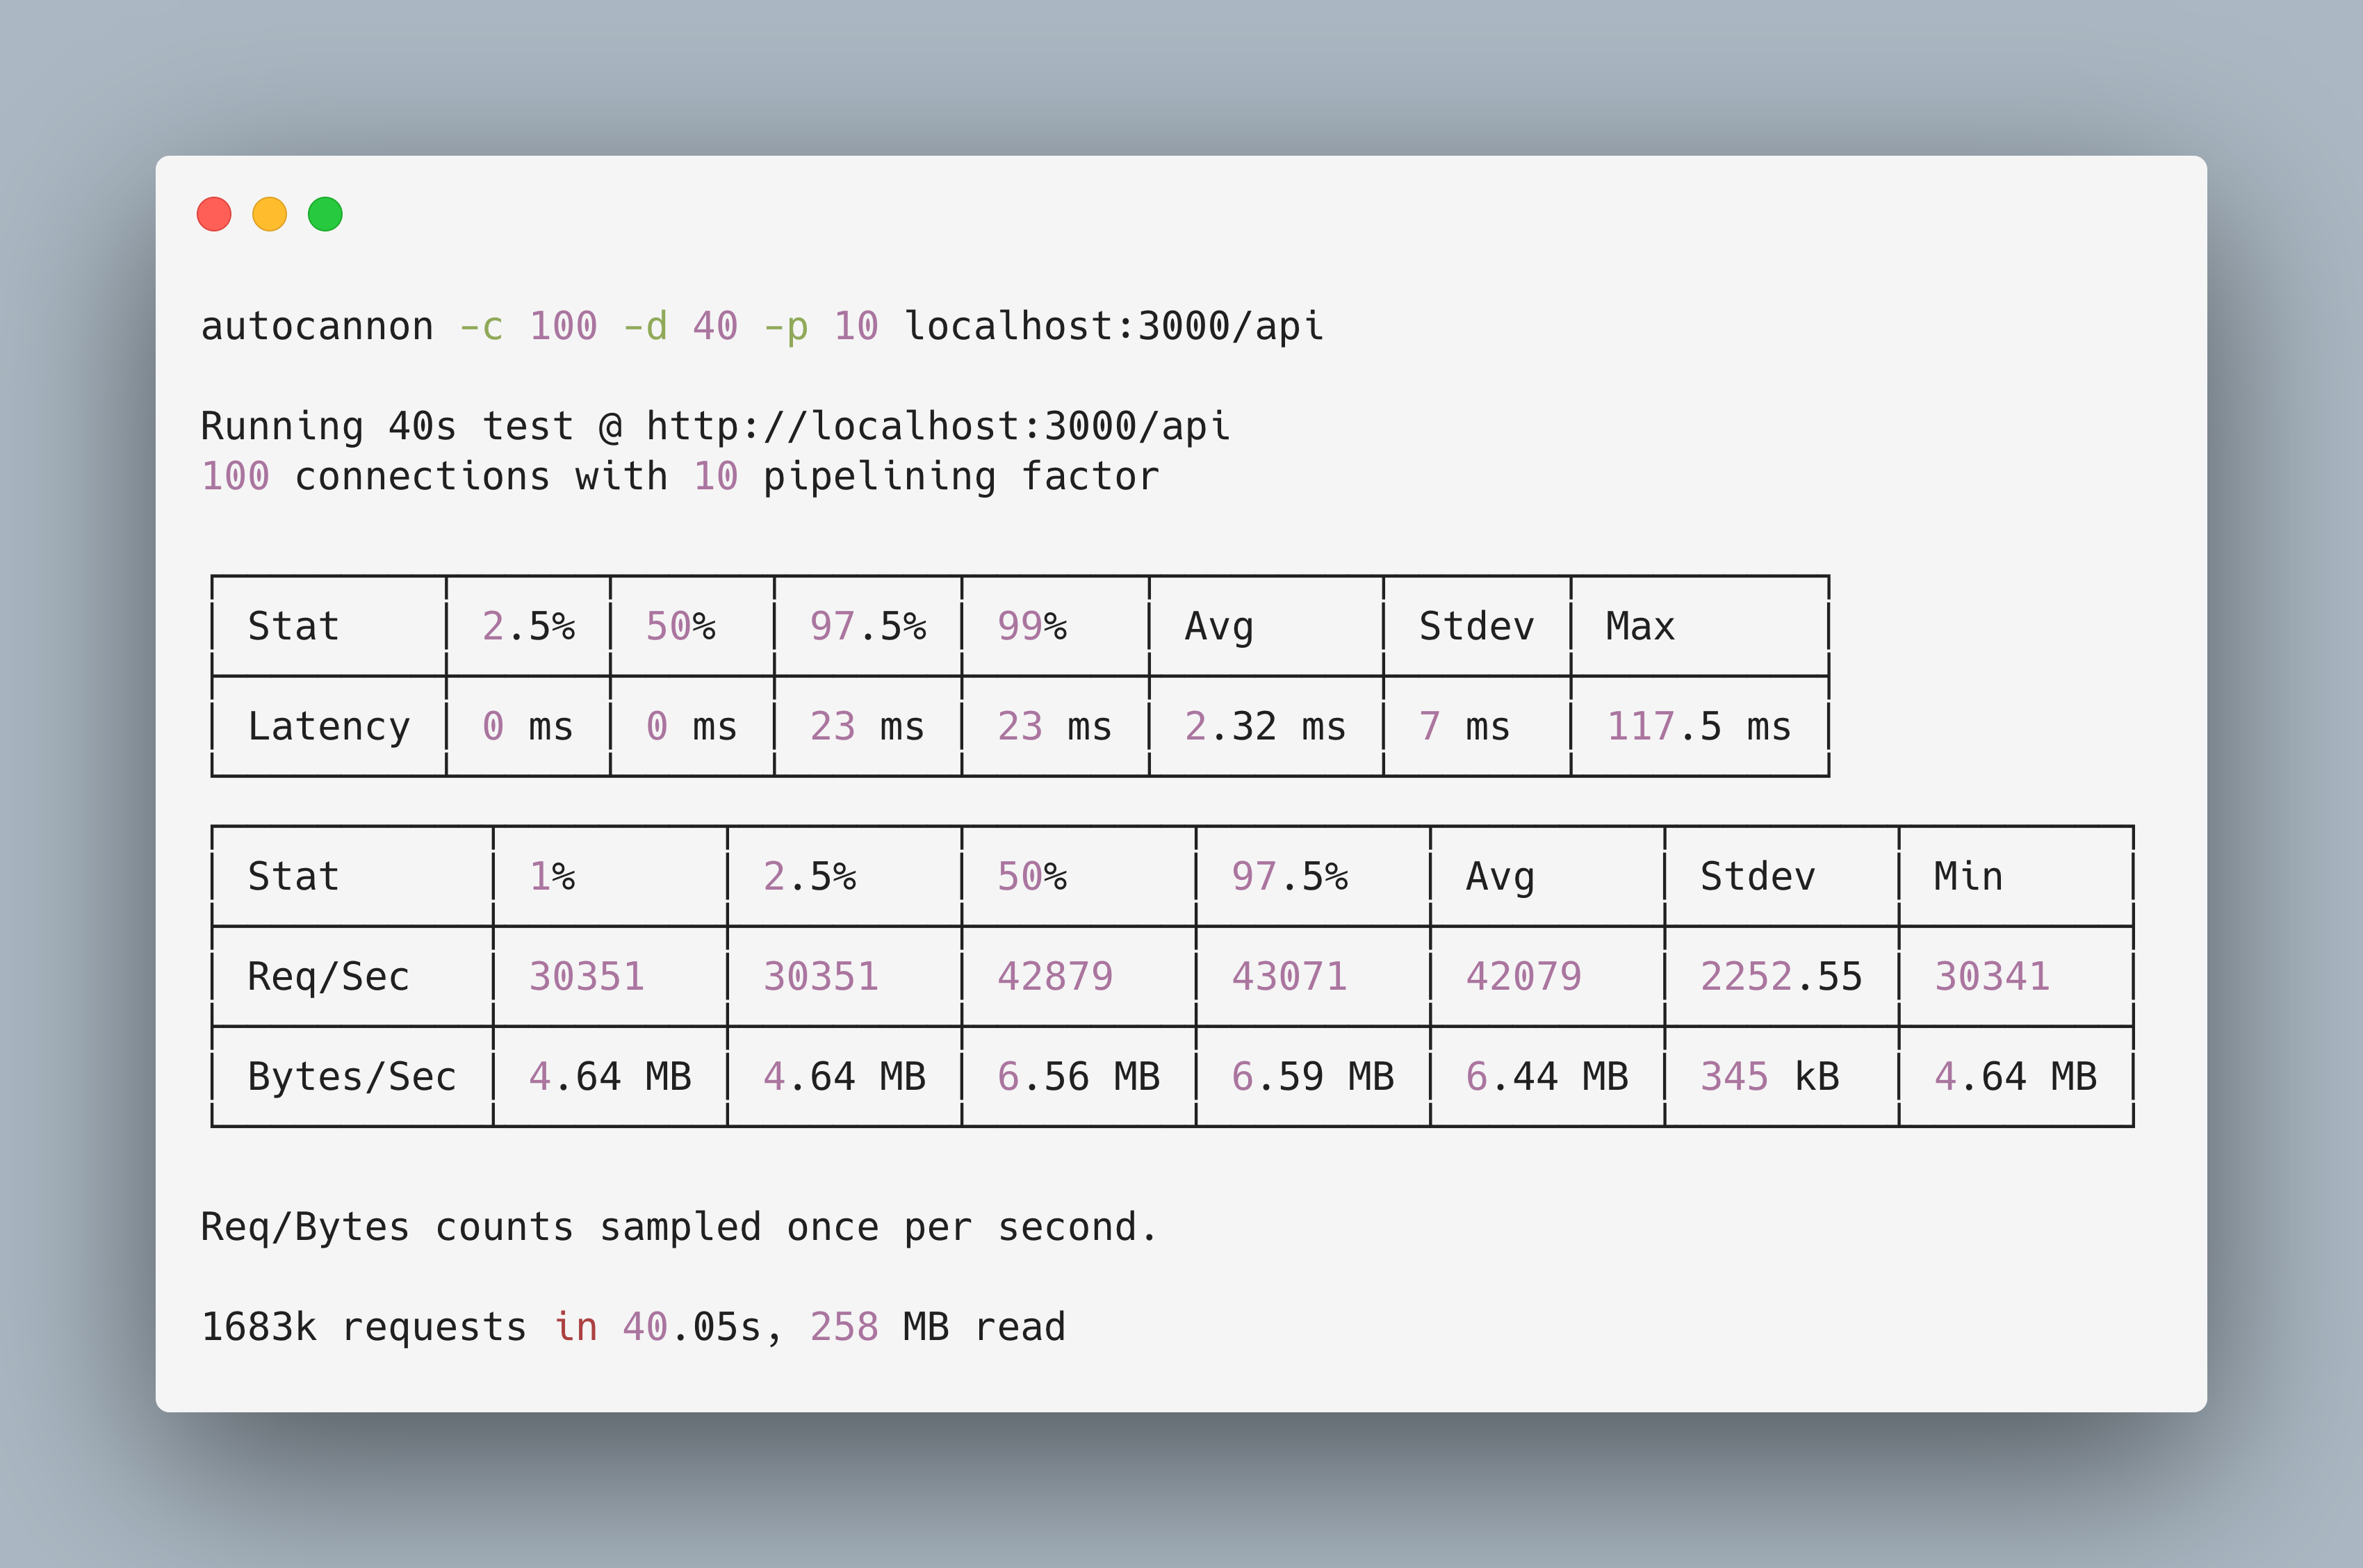 autocannon -c 100 -d 40 -p 10 localhost:3000/api
Running 40s test @ http://localhost:3000/api
100 connections with 10 pipelining factor
Stat 2.5% 50% 97.5% 99% Avg Stdev Max
Latency 0 ms 0 ms 23 ms 23 ms 2.32 ms 7 ms 117.5 ms
Stat 1% 2.5% 50% 97.5% Avg Stdev Min
Req/Sec 30351 30351 42879 43071 42079 2252.55 30341
Bytes/Sec 4.64 MB 4.64 MB 6.56 MB 6.59 MB 6.44 MB 345 kB 4.64 MB
Req/Bytes counts sampled once per second.
1683k requests in 40.05s, 258 MB read